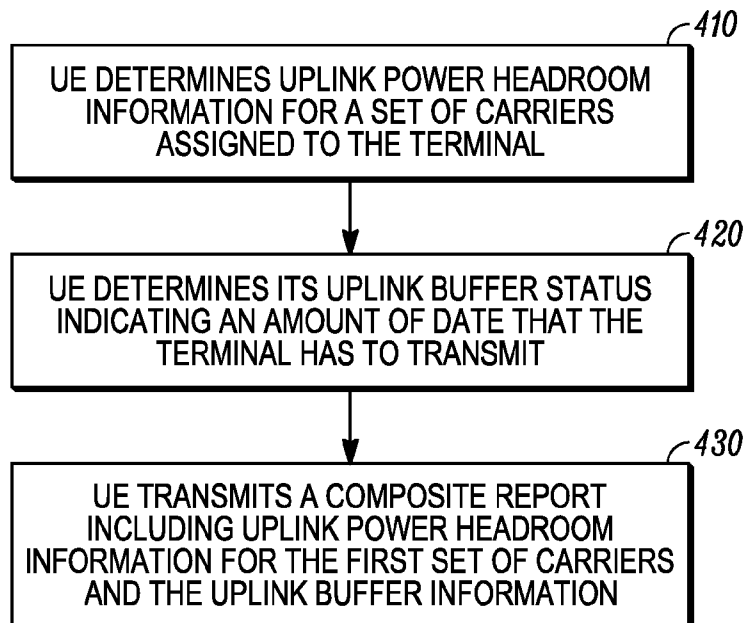 410
UE DETERMINES UPLINK POWER HEADROOM
INFORMATION FOR A SET OF CARRIERS
ASSIGNED TO THE TERMINAL
420
UE DETERMINES ITS UPLINK BUFFER STATUS
INDICATING AN AMOUNT OF DATE THAT THE
TERMINAL HAS TO TRANSMIT
430
UE TRANSMITS A COMPOSITE REPORT
INCLUDING UPLINK POWER HEADROOM
INFORMATION FOR THE FIRST SET OF CARRIERS
AND THE UPLINK BUFFER INFORMATION